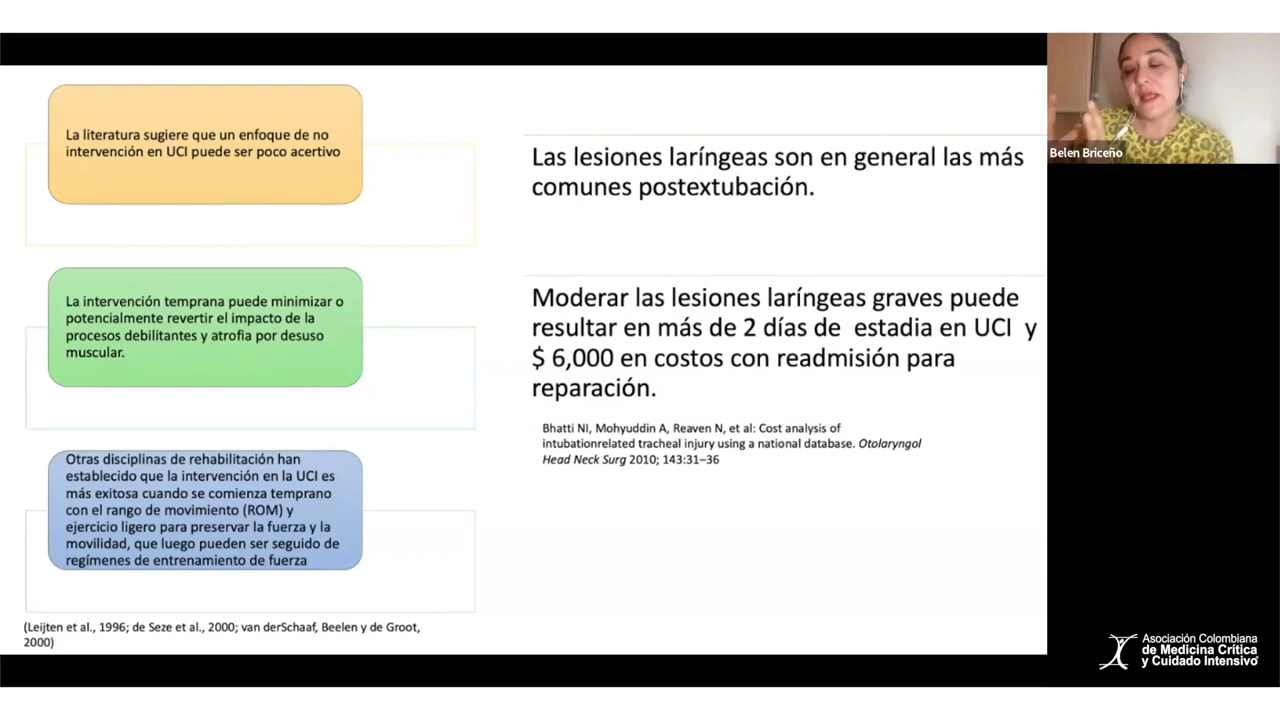 La literatura sugiere que un enfoque de no
intervención en UCI puede ser poco acertivo
La intervención temprana puede minimizar o
potencialmente revertir el impacto de la
procesos debilitantes y atrofia por desuso
muscular.
Otras disciplinas de rehabilitación han
establecido que la intervención en la UCI es
más exitosa cuando se comienza temprano
con el rango de movimiento (ROM) y
ejercicio ligero para preservar la fuerza y la
movilidad, que luego pueden ser seguido de
regímenes de entrenamiento de fuerza
(Leijten et al., 1996; de Seze et al., 2000; van derSchaaf, Beelen y de Groot,
2000)
Las lesiones laríngeas son en general las más
comunes postextubación.
Moderar las lesiones laríngeas graves puede
resultar en más de 2 días de estadia en UCI y
$ 6,000 en costos con readmisión para
reparación.
Bhatti NI, Mohyuddin A, Reaven N, et al: Cost analysis of
intubationrelated tracheal injury using a national database. Otolaryngol
Head Neck Surg 2010; 143:31–36
Belen Briceño
Asociación Colombiana
de Medicina Crítica
y Cuidado Intensivo